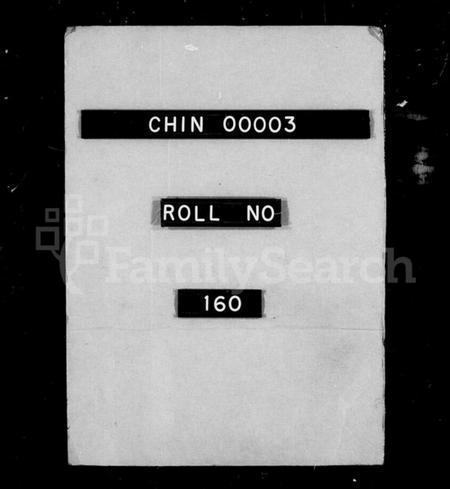 CHIN 00003
ROLL NO
FamilySearch
160